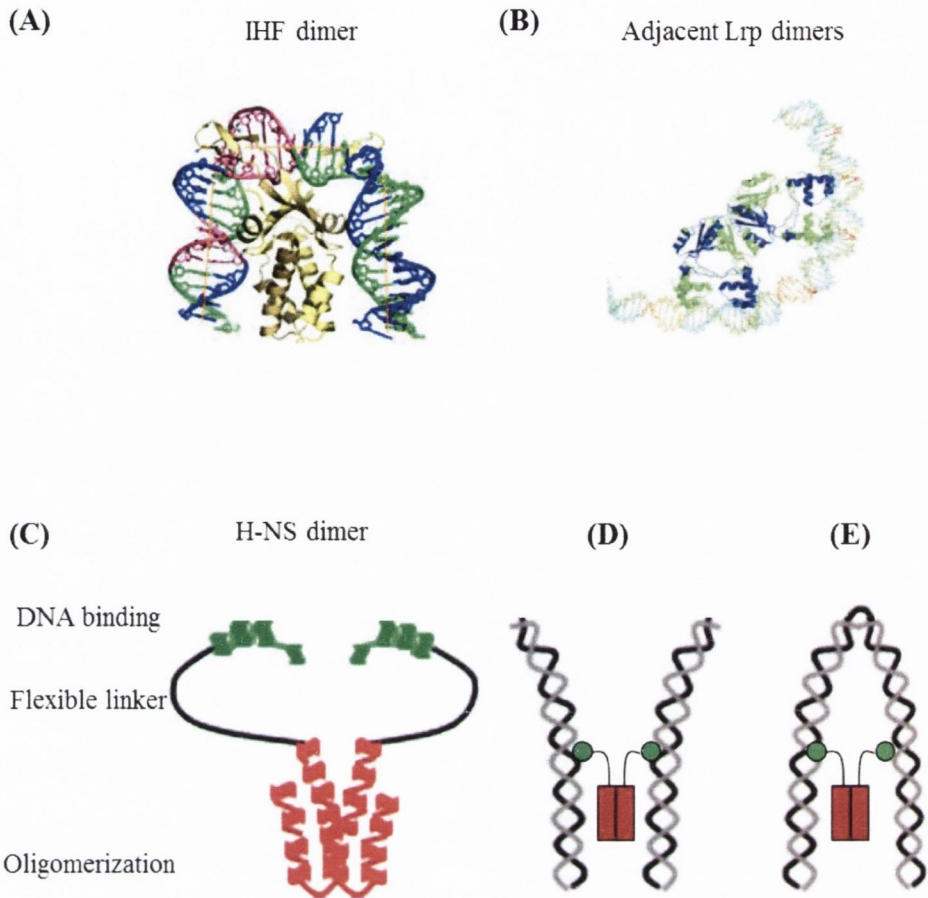 (A)
IHF dimer
(B)
Adjacent Lrp dimers
(C)
H-NS dimer
(D)
(E)
DNA binding
Flexible linker
Oligomerization